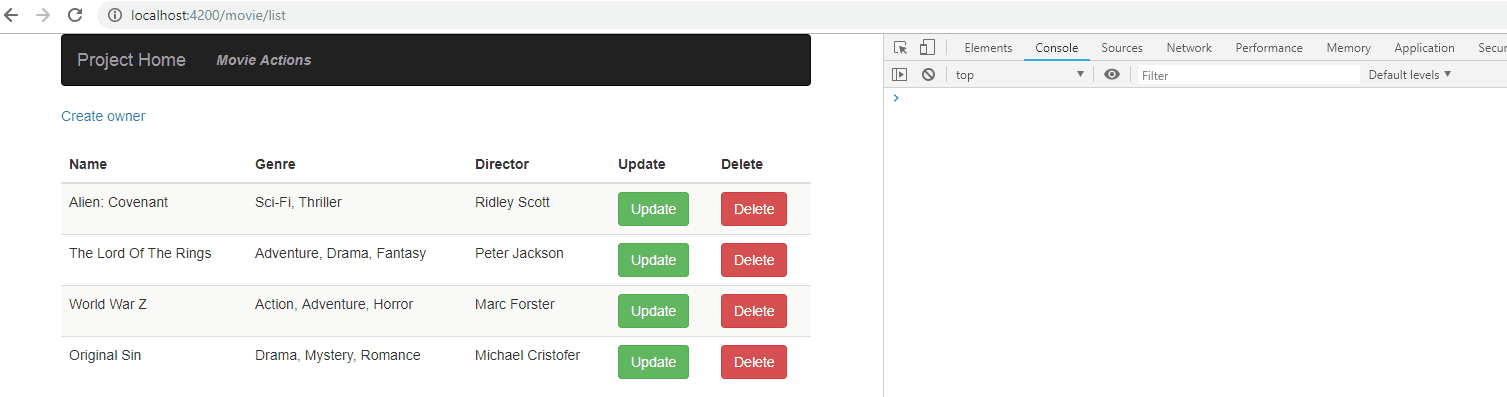 localhost:4200/movie/list
Project Home Movie Actions
Create owner
Name Genre Director Update Delete
Alien: Covenant Sci-Fi, Thriller Ridley Scott Update Delete
The Lord Of The Rings Adventure, Drama, Fantasy Peter Jackson Update Delete
World War Z Action, Adventure, Horror Marc Forster Update Delete
Original Sin Drama, Mystery, Romance Michael Cristofer Update Delete
Elements Console Sources Network Performance Memory Application Secur
top Filter Default levels